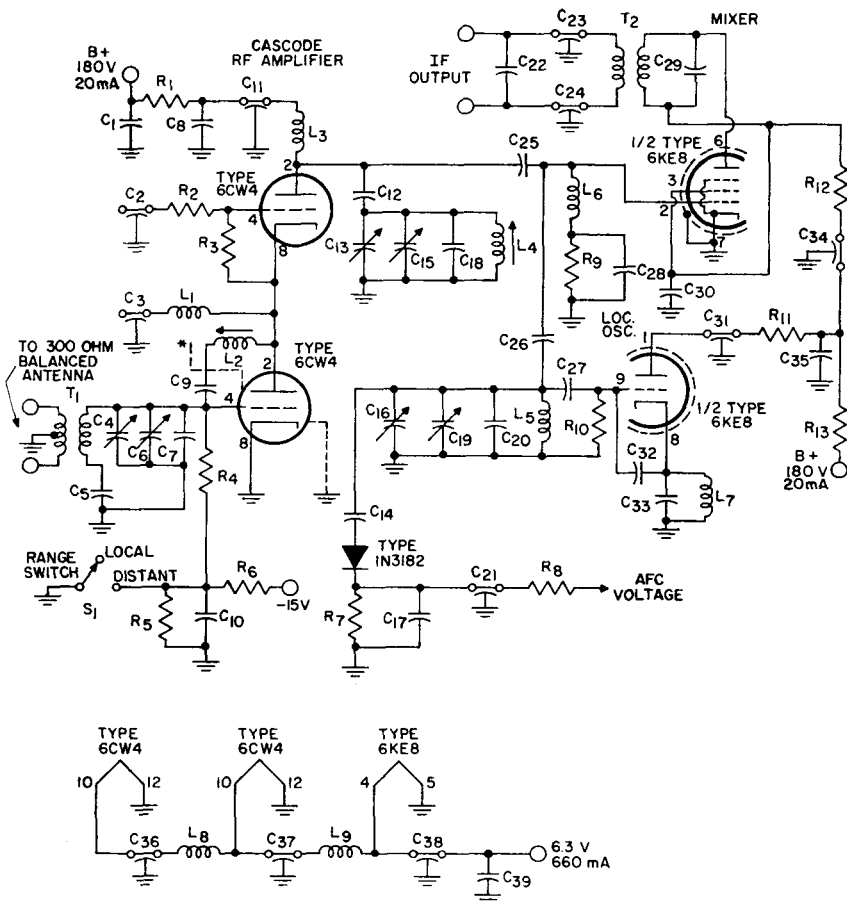 B+
180V
20mA
R1
C1
C8
C11
CASCODE
RF AMPLIFIER
L3
C23
T2
MIXER
IF
OUTPUT
C22
C24
C29
C2
R2
R3
TYPE
6CW4
2
4
8
C12
C13
C15
C18
L4
C25
L6
R9
C28
1/2 TYPE
6KE8
6
3
2
7
R12
C34
C30
C3
L1
*
L2
C9
TYPE
6CW4
2
4
8
C26
LOC.
OSC.
1
C31
R11
C35
TO 300 OHM
BALANCED
ANTENNA
T1
C4
C6
C7
C5
R4
C16
C19
C20
L5
C27
R10
9
8
1/2 TYPE
6KE8
C32
C33
L7
R13
B+
180V
20mA
C14
RANGE
SWITCH
LOCAL
DISTANT
S1
R5
C10
R6
-15V
TYPE
1N3182
R7
C17
C21
R8
AFC
VOLTAGE
TYPE
6CW4
TYPE
6CW4
TYPE
6KE8
10
12
10
12
4
5
C36
L8
C37
L9
C38
C39
6.3 V
660 mA